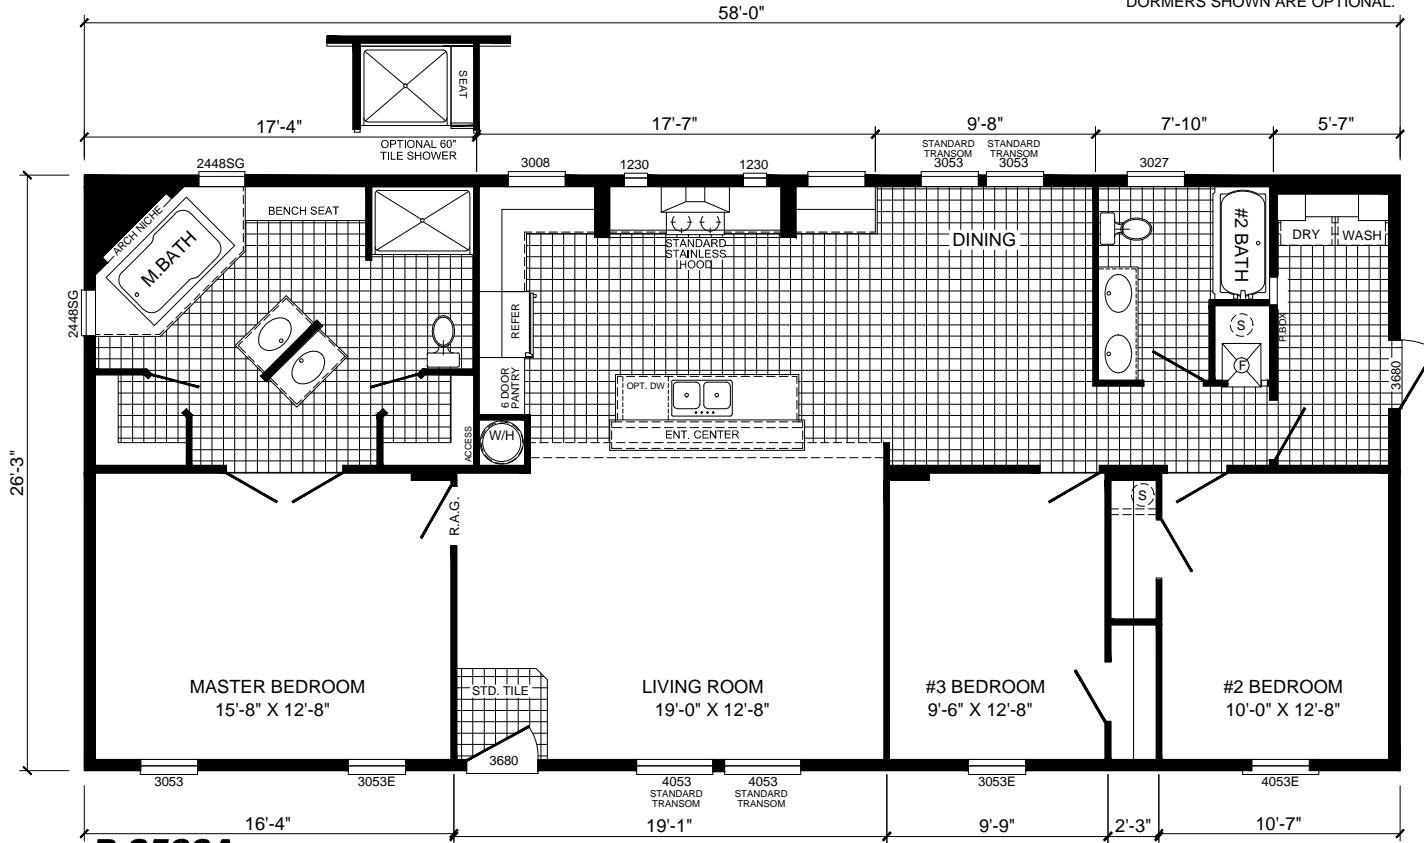 DORMERS SHOWN ARE OPTIONAL.
58'-0"
SEAT
17'-4"
OPTIONAL 60"
TILE SHOWER
17'-7"
9'-8"
7'-10"
5'-7"
2448SG
3008
1230
1230
STANDARD
TRANSOM
3053
STANDARD
TRANSOM
3053
3027
ARCH NICHE
BENCH SEAT
M.BATH
2448SG
STANDARD
STAINLESS
HOOD
DINING
#2 BATH
DRY
WASH
REFER
S
F
P.BOX
3680
6 DOOR
PANTRY
OPT. DW
ENT. CENTER
W/H
ACCESS
26'-3"
R.A.G.
S
MASTER BEDROOM
15'-8" X 12'-8"
STD. TILE
LIVING ROOM
19'-0" X 12'-8"
#3 BEDROOM
9'-6" X 12'-8"
#2 BEDROOM
10'-0" X 12'-8"
3053
3053E
3680
4053
STANDARD
TRANSOM
4053
STANDARD
TRANSOM
3053E
4053E
16'-4"
19'-1"
9'-9"
2'-3"
10'-7"